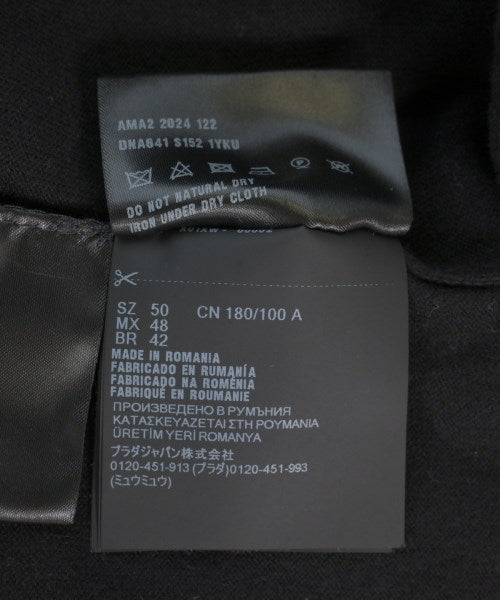 AMA2 2024 122
DNA641 S152 1YKU
DO NOT NATURAL DRY
IRON UNDER DRY CLOTH
SZ 50 CN 180/100 A
MX 48
BR 42
MADE IN ROMANIA
FABRICADO EN RUMANÍA
FABRICADO NA ROMÉNIA
FABRIQUÉ EN ROUMANIE
ПРОИЗВЕДЕНО В РУМЪНИЯ
ΚΑΤΑΣΚΕΥΑΖΕΤΑΙ ΣΤΗ ΡΟΥΜΑΝΙΑ
ÜRETİM YERİ ROMANYA
プラダジャパン株式会社
0120-451-913 (プラダ) 0120-451-993
(ミュウミュウ)